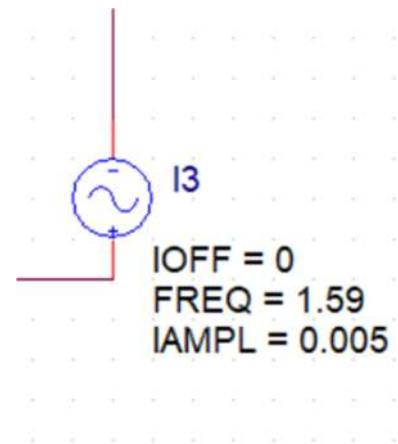 -
I3
+
IOFF = 0
FREQ = 1.59
IAMPL = 0.005